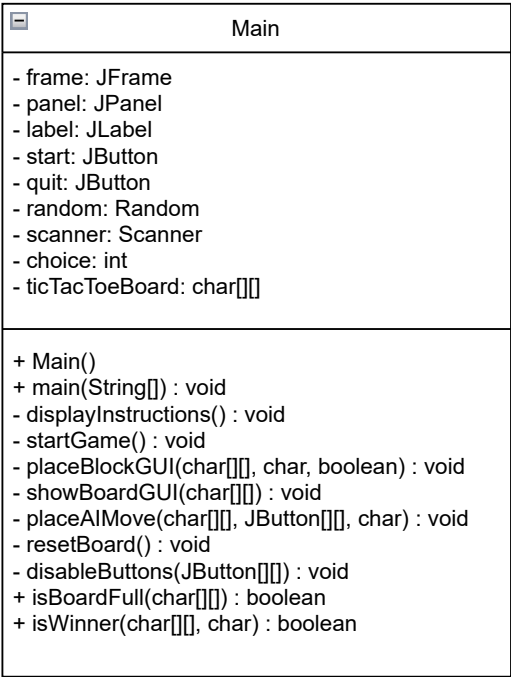 Main
- frame: JFrame
- panel: JPanel
- label: JLabel
- start: JButton
- quit: JButton
- random: Random
- scanner: Scanner
- choice: int
- ticTacToeBoard: char[][]
+ Main()
+ main(String[]) : void
- displayInstructions() : void
- startGame() : void
- placeBlockGUI(char[][], char, boolean) : void
- showBoardGUI(char[][]) : void
- placeAIMove(char[][], JButton[][], char) : void
- resetBoard() : void
- disableButtons(JButton[][]) : void
+ isBoardFull(char[][]) : boolean
+ isWinner(char[][], char) : boolean